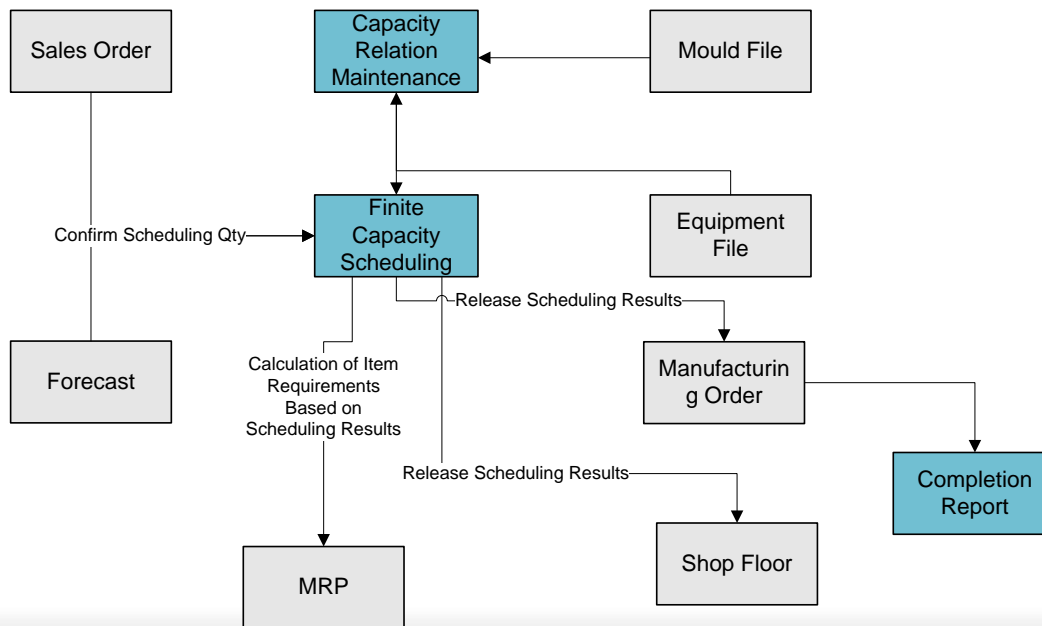 Sales Order
Capacity
Relation
Maintenance
Mould File
Confirm Scheduling Qty
Finite
Capacity
Scheduling
Equipment
File
Release Scheduling Results
Forecast
Calculation of Item
Requirements
Based on
Scheduling Results
Manufacturin
g Order
Release Scheduling Results
Completion
Report
MRP
Shop Floor